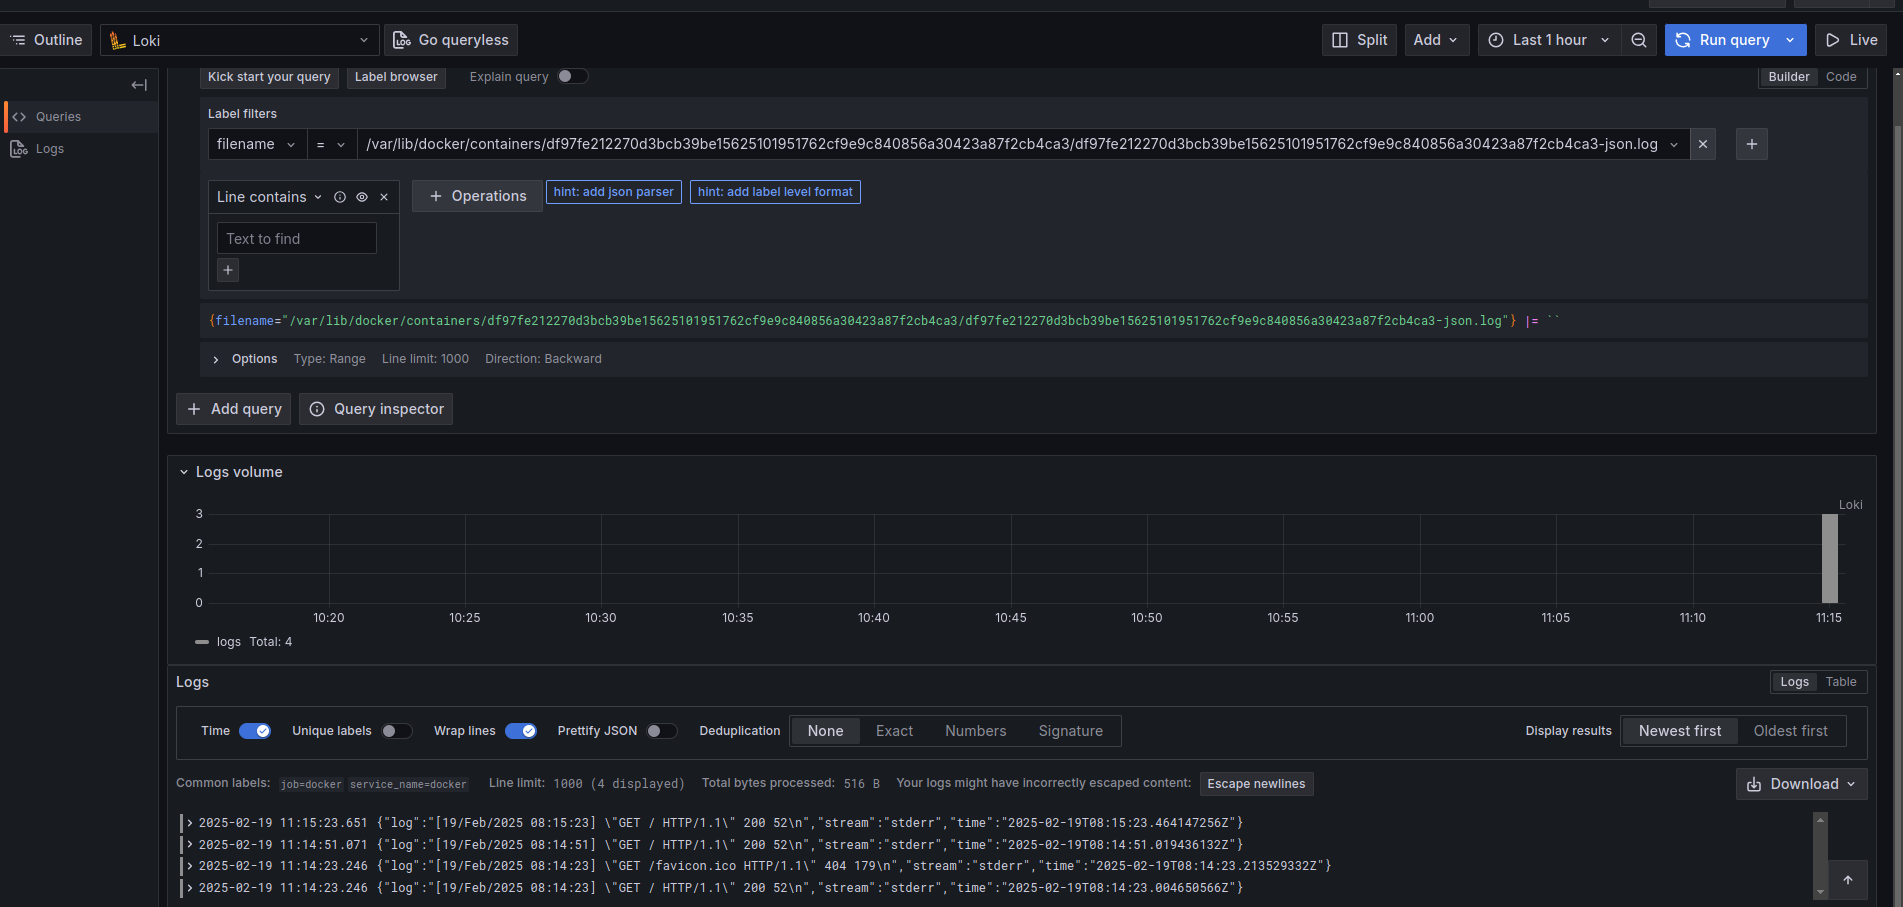 Outline
Loki
Go queryless
Split
Add
Last 1 hour
Run query
Live
Kick start your query
Label browser
Explain query
Builder
Code
Queries
Logs
Label filters
filename
=
/var/lib/docker/containers/df97fe212270d3bcb39be15625101951762cf9e9c840856a30423a87f2cb4ca3/df97fe212270d3bcb39be15625101951762cf9e9c840856a30423a87f2cb4ca3-json.log
Line contains
Operations
hint: add json parser
hint: add label level format
Text to find
{filename="/var/lib/docker/containers/df97fe212270d3bcb39be15625101951762cf9e9c840856a30423a87f2cb4ca3/df97fe212270d3bcb39be15625101951762cf9e9c840856a30423a87f2cb4ca3-json.log"} |= ``
Options Type: Range Line limit: 1000 Direction: Backward
Add query
Query inspector
Logs volume
Loki
3
2
1
0
10:20 10:25 10:30 10:35 10:40 10:45 10:50 10:55 11:00 11:05 11:10 11:15
logs Total: 4
Logs
Logs Table
Time
Unique labels
Wrap lines
Prettify JSON
Deduplication
None Exact Numbers Signature
Display results
Newest first Oldest first
Common labels: job=docker service_name=docker Line limit: 1000 (4 displayed) Total bytes processed: 516 B Your logs might have incorrectly escaped content: Escape newlines
Download
2025-02-19 11:15:23.651 {"log":"[19/Feb/2025 08:15:23] \"GET / HTTP/1.1\" 200 52\n","stream":"stderr","time":"2025-02-19T08:15:23.464147256Z"}
2025-02-19 11:14:51.071 {"log":"[19/Feb/2025 08:14:51] \"GET / HTTP/1.1\" 200 52\n","stream":"stderr","time":"2025-02-19T08:14:51.019436132Z"}
2025-02-19 11:14:23.246 {"log":"[19/Feb/2025 08:14:23] \"GET /favicon.ico HTTP/1.1\" 404 179\n","stream":"stderr","time":"2025-02-19T08:14:23.213529332Z"}
2025-02-19 11:14:23.246 {"log":"[19/Feb/2025 08:14:23] \"GET / HTTP/1.1\" 200 52\n","stream":"stderr","time":"2025-02-19T08:14:23.004650566Z"}